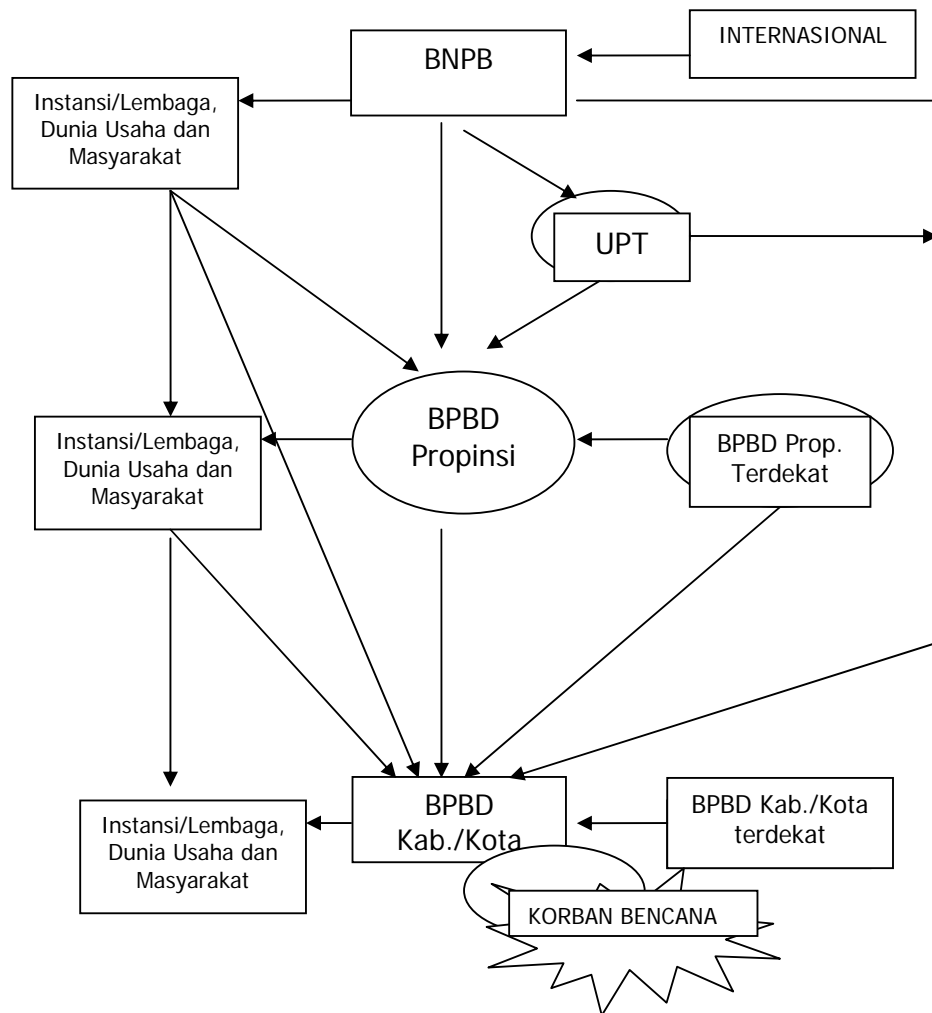 INTERNASIONAL
BNPB
Instansi/Lembaga,
Dunia Usaha dan
Masyarakat
UPT
BPBD
Propinsi
Instansi/Lembaga,
Dunia Usaha dan
Masyarakat
BPBD Prop.
Terdekat
BPBD
Kab./Kota
BPBD Kab./Kota
terdekat
Instansi/Lembaga,
Dunia Usaha dan
Masyarakat
KORBAN BENCANA